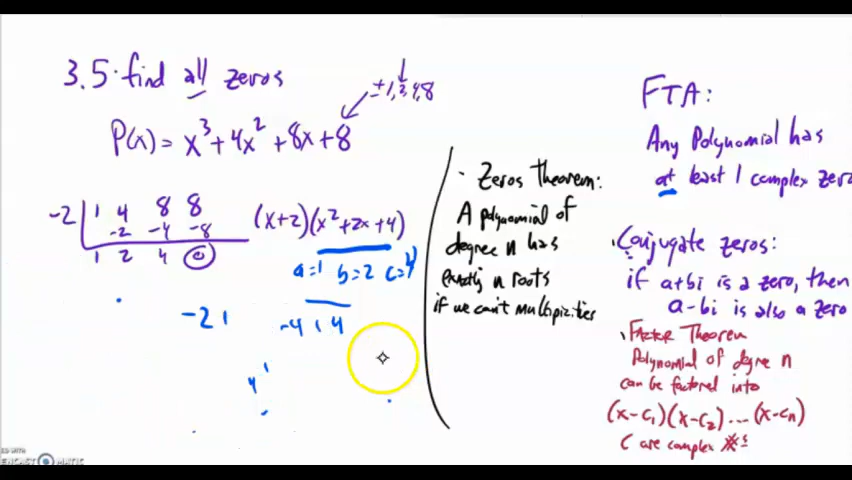 3.5. find all zeros
± 1, 2, 4, 8
P(x) = x³ + 4x² + 8x + 8
-2 | 1 4 8 8
-2 -4 -8
1 2 4 0
(x+2)(x²+2x+4)
a=1 b=2 c=4
-2 ,
-4 + 4
Zeros Theorem:
A polynomial of
degree n has
exactly n roots
if we can't multiplicities
FTA:
Any Polynomial has
at least 1 complex zero
Conjugate zeros:
if a+bi is a zero, then
a-bi is also a zero
Factor Theorem
Polynomial of degre n
can be factored into
(x-c₁)(x-c₂)....(x-cn)
C are complex #s